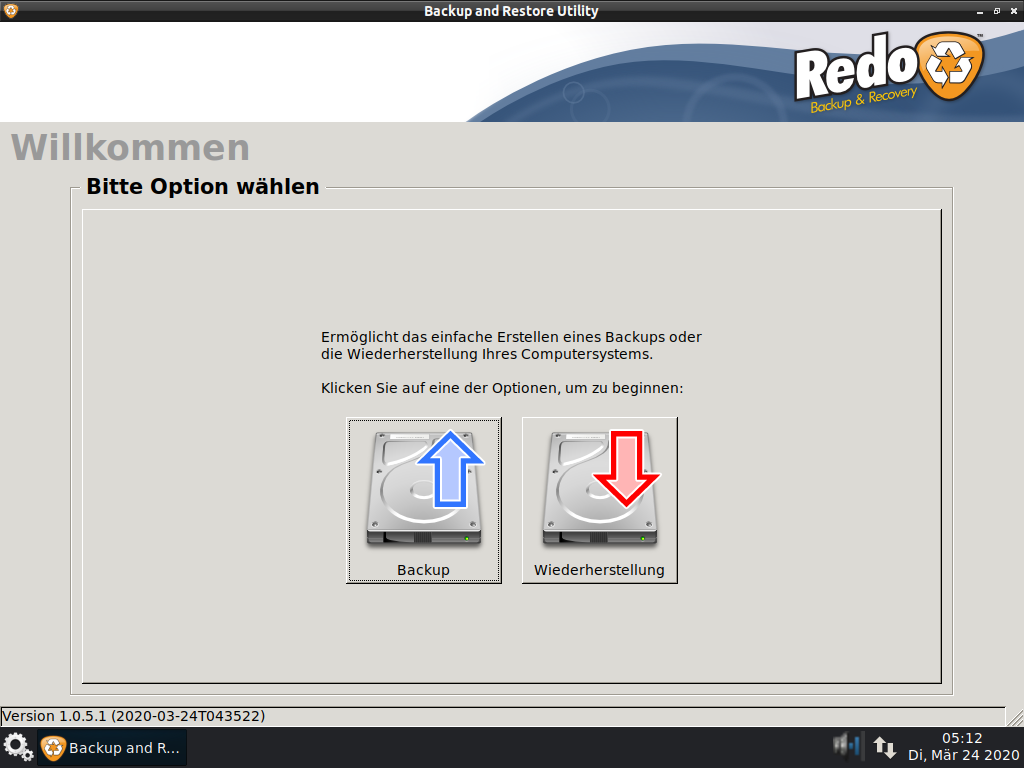 Backup and Restore Utility
Redo
TM
Backup & Recovery
Willkommen
Bitte Option wählen
Ermöglicht das einfache Erstellen eines Backups oder
die Wiederherstellung Ihres Computersystems.
Klicken Sie auf eine der Optionen, um zu beginnen:
Backup
Wiederherstellung
Version 1.0.5.1 (2020-03-24T043522)
Backup and R...
05:12
Di, Mär 24 2020